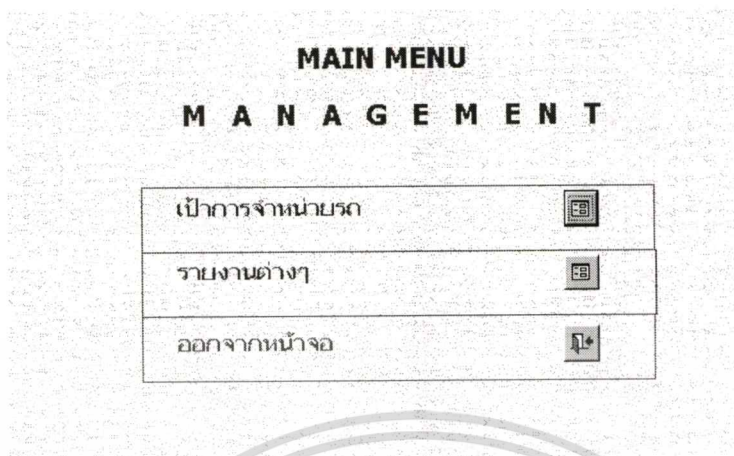 MAIN MENU
M A N A G E M E N T
เป้าการจำหน่ายรถ
รายงานต่างๆ
ออกจากหน้าจอ